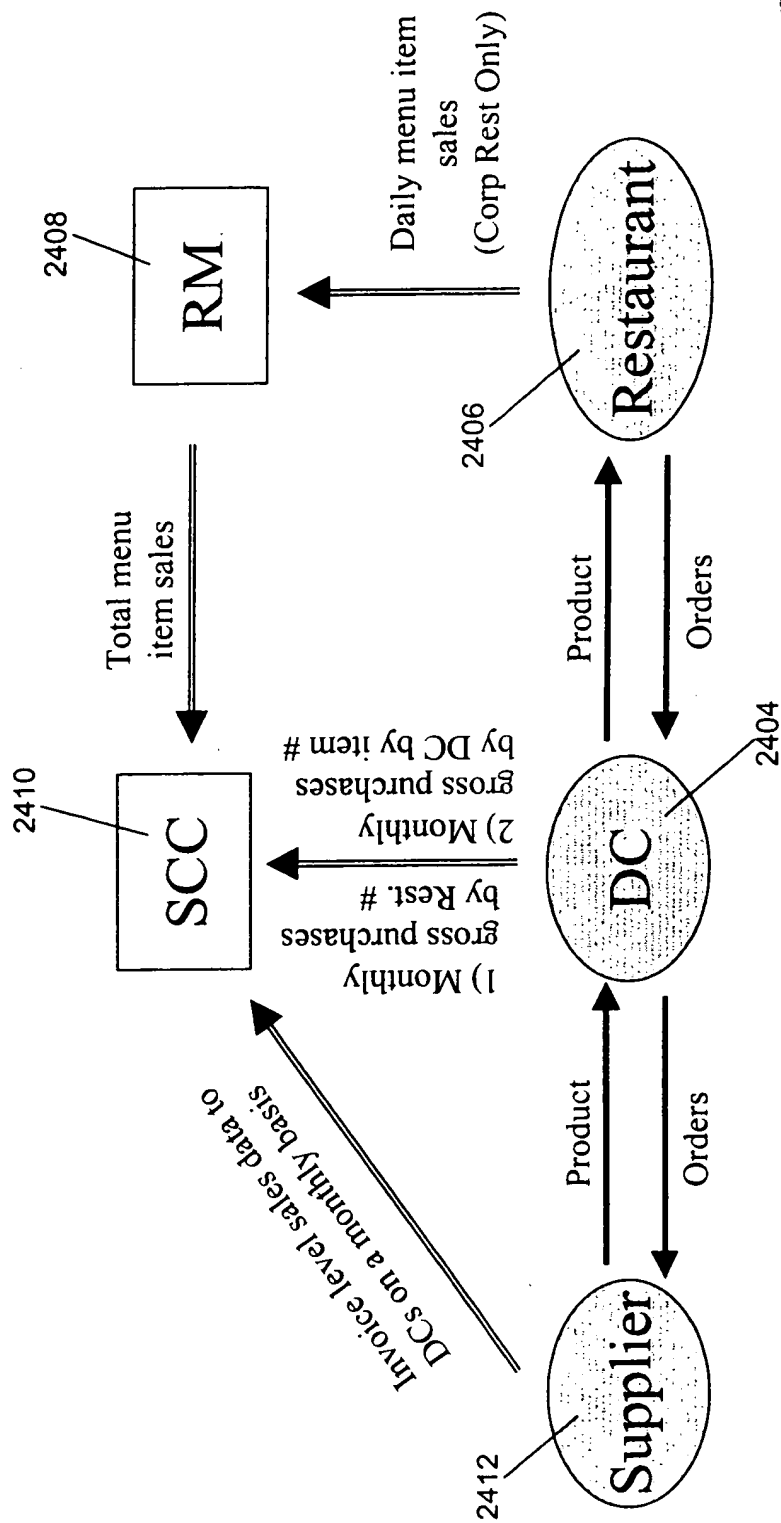 2410
SCC
Total menu
item sales
2408
RM
Invoice level sales data to
DCs on a monthly basis
1) Monthly
gross purchases
by Rest. #
2) Monthly
gross purchases
by DC by item #
Daily menu item
sales
(Corp Rest Only)
2412
Supplier
Product
Orders
DC
2404
Product
Orders
2406
Restaurant